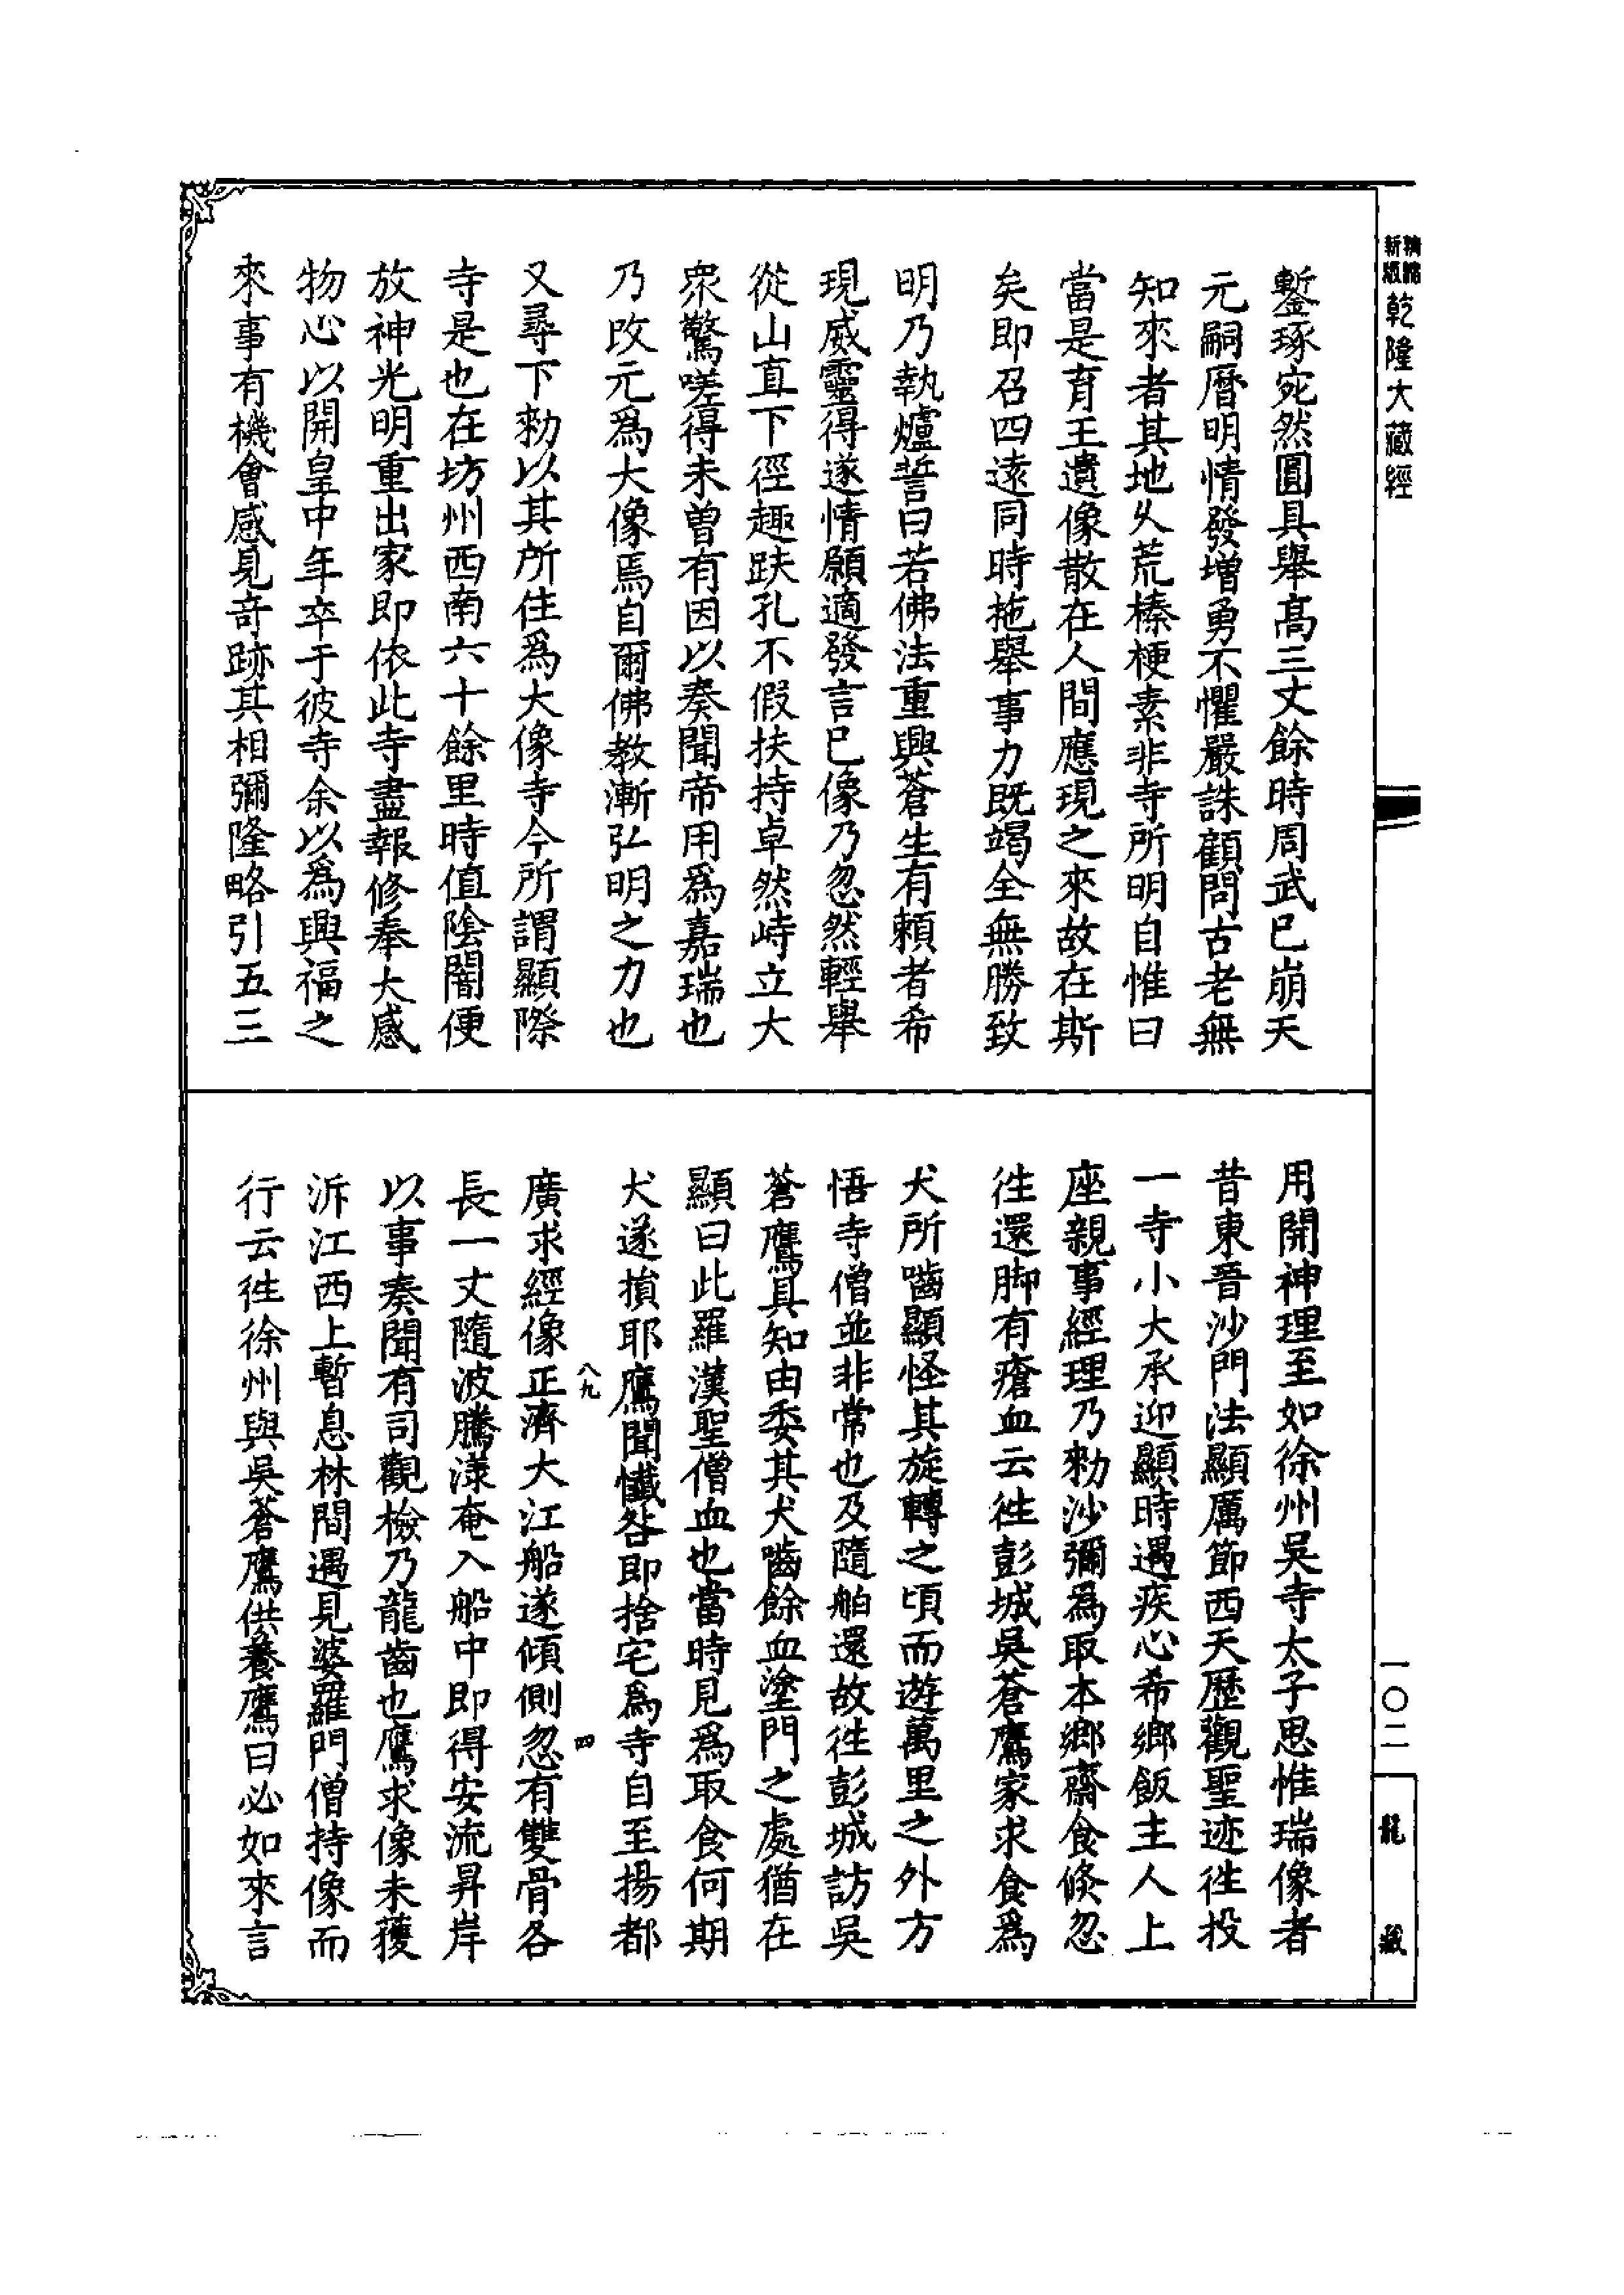 新版精縮乾隆大藏經
鏨琢宛然圓具舉高三丈餘時周武已崩天
元嗣曆明情發增勇不懼嚴誅顧問古老無
知來者其地久荒榛梗素非寺所明自惟曰
當是育王遺像散在人間應現之來故在斯
矣即召四遠同時拖舉事力既竭全無勝致
明乃執爐誓曰若佛法重興蒼生有賴者希
現威靈得遂情願適發言已像乃忽然輕舉
從山直下徑趣趺孔不假扶持卓然峙立大
衆驚嗟得未曾有因以奏聞帝用爲嘉瑞也
乃改元爲大像焉自爾佛教漸弘明之力也
又尋下勑以其所住爲大像寺今所謂顯際
寺是也在坊州西南六十餘里時值陰闇便
放神光明重出家即依此寺盡報修奉大感
物心以開皇中年卒于彼寺余以爲興福之
來事有機會感見奇跡其相彌隆略引五三
用開神理至如徐州吳寺太子思惟瑞像者
昔東晉沙門法顯厲節西天歷觀聖迹往投
一寺小大承迎顯時遇疾心希鄉飯主人上
座親事經理乃勑沙彌爲取本鄉齋食倏忽
往還脚有瘡血云往彭城吳蒼鷹家求食爲
犬所嚙顯怪其旋轉之頃而遊萬里之外方
悟寺僧並非常也及隨舶還故往彭城訪吳
蒼鷹具知由委其犬嚙餘血塗門之處猶在
顯曰此羅漢聖僧血也當時見爲取食何期
犬遂損耶鷹聞懺咎即捨宅爲寺自至揚都
八九
四
廣求經像正濟大江船遂傾側忽有雙骨各
長一丈隨波騰漾奄入船中即得安流昇岸
以事奏聞有司觀檢乃龍齒也鷹求像未獲
泝江西上暫息林間遇見婆羅門僧持像而
行云往徐州與吳蒼鷹供養鷹曰必如來言
一〇二
龍藏